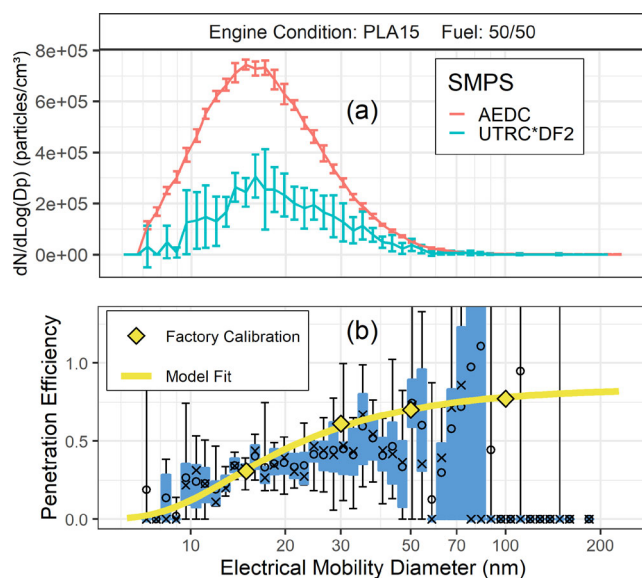 Engine Condition: PLA15 Fuel: 50/50
8e+05
6e+05
4e+05
2e+05
0e+00
dN/dLog(Dp) (particles/cm³)
(a)
SMPS
AEDC
UTRC*DF2
(b)
Factory Calibration
Model Fit
1.0
0.5
0.0
Penetration Efficiency
10 20 30 50 70 100 200
Electrical Mobility Diameter (nm)